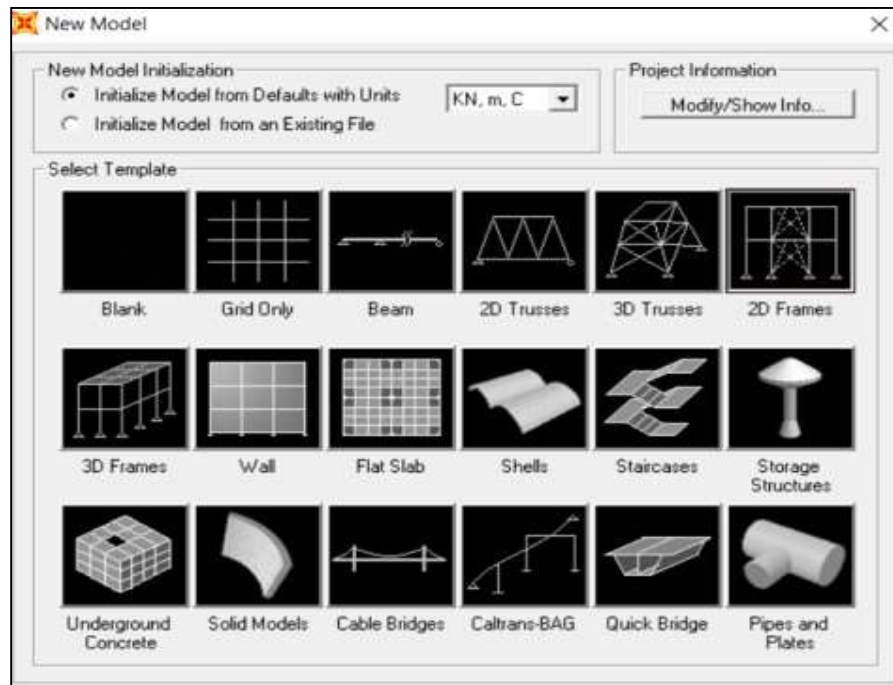 New Model
New Model Initialization
Project Information
Initialize Model from Defaults with Units
KN, m, C
Modify/Show Info...
Initialize Model from an Existing File
Select Template
Blank
Grid Only
Beam
2D Trusses
3D Trusses
2D Frames
3D Frames
Wall
Flat Slab
Shells
Staircases
Storage
Structures
Underground
Concrete
Solid Models
Cable Bridges
Caltrans-BAG
Quick Bridge
Pipes and
Plates